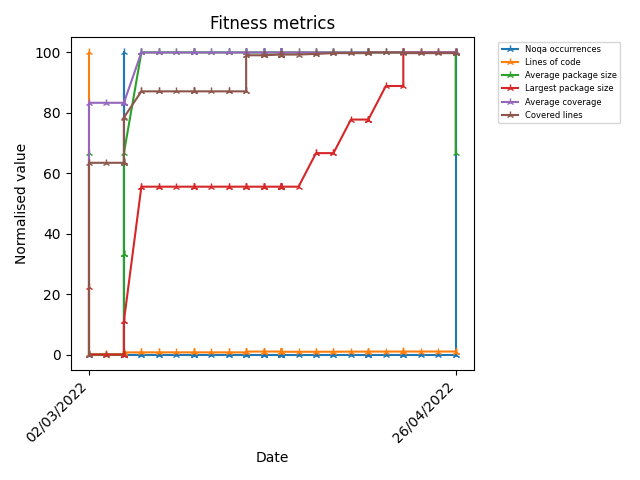 Fitness metrics
Normalised value
100
80
60
40
20
0
02/03/2022
26/04/2022
Date
Noqa occurrences
Lines of code
Average package size
Largest package size
Average coverage
Covered lines